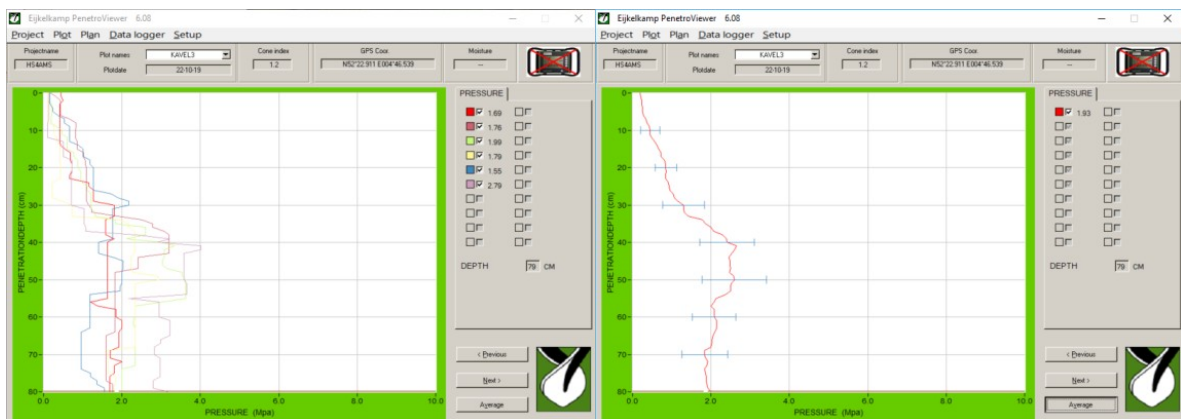 Eijkelkamp PenetroViewer 6.08
Project Plot Plan Data logger Setup
Projectname
HS4AMS
Plot names
KAVEL3
Plotdate
22-10-19
Cone index
1.2
GPS Coor.
N52°22.911 E004°46.539
Moisture
--
PRESSURE
1.69
1.76
1.99
1.79
1.55
2.79
DEPTH 79 CM
< Previous
Next >
Average
PENETRATIONDEPTH (cm)
0
10
20
30
40
50
60
70
80
0.0 2.0 4.0 6.0 8.0 10.0
PRESSURE (Mpa)
Eijkelkamp PenetroViewer 6.08
Project Plot Plan Data logger Setup
Projectname
HS4AMS
Plot names
KAVEL3
Plotdate
22-10-19
Cone index
1.2
GPS Coor.
N52°22.911 E004°46.539
Moisture
--
PRESSURE
1.93
DEPTH 79 CM
< Previous
Next >
Average
PENETRATIONDEPTH (cm)
0
10
20
30
40
50
60
70
80
0.0 2.0 4.0 6.0 8.0 10.0
PRESSURE (Mpa)